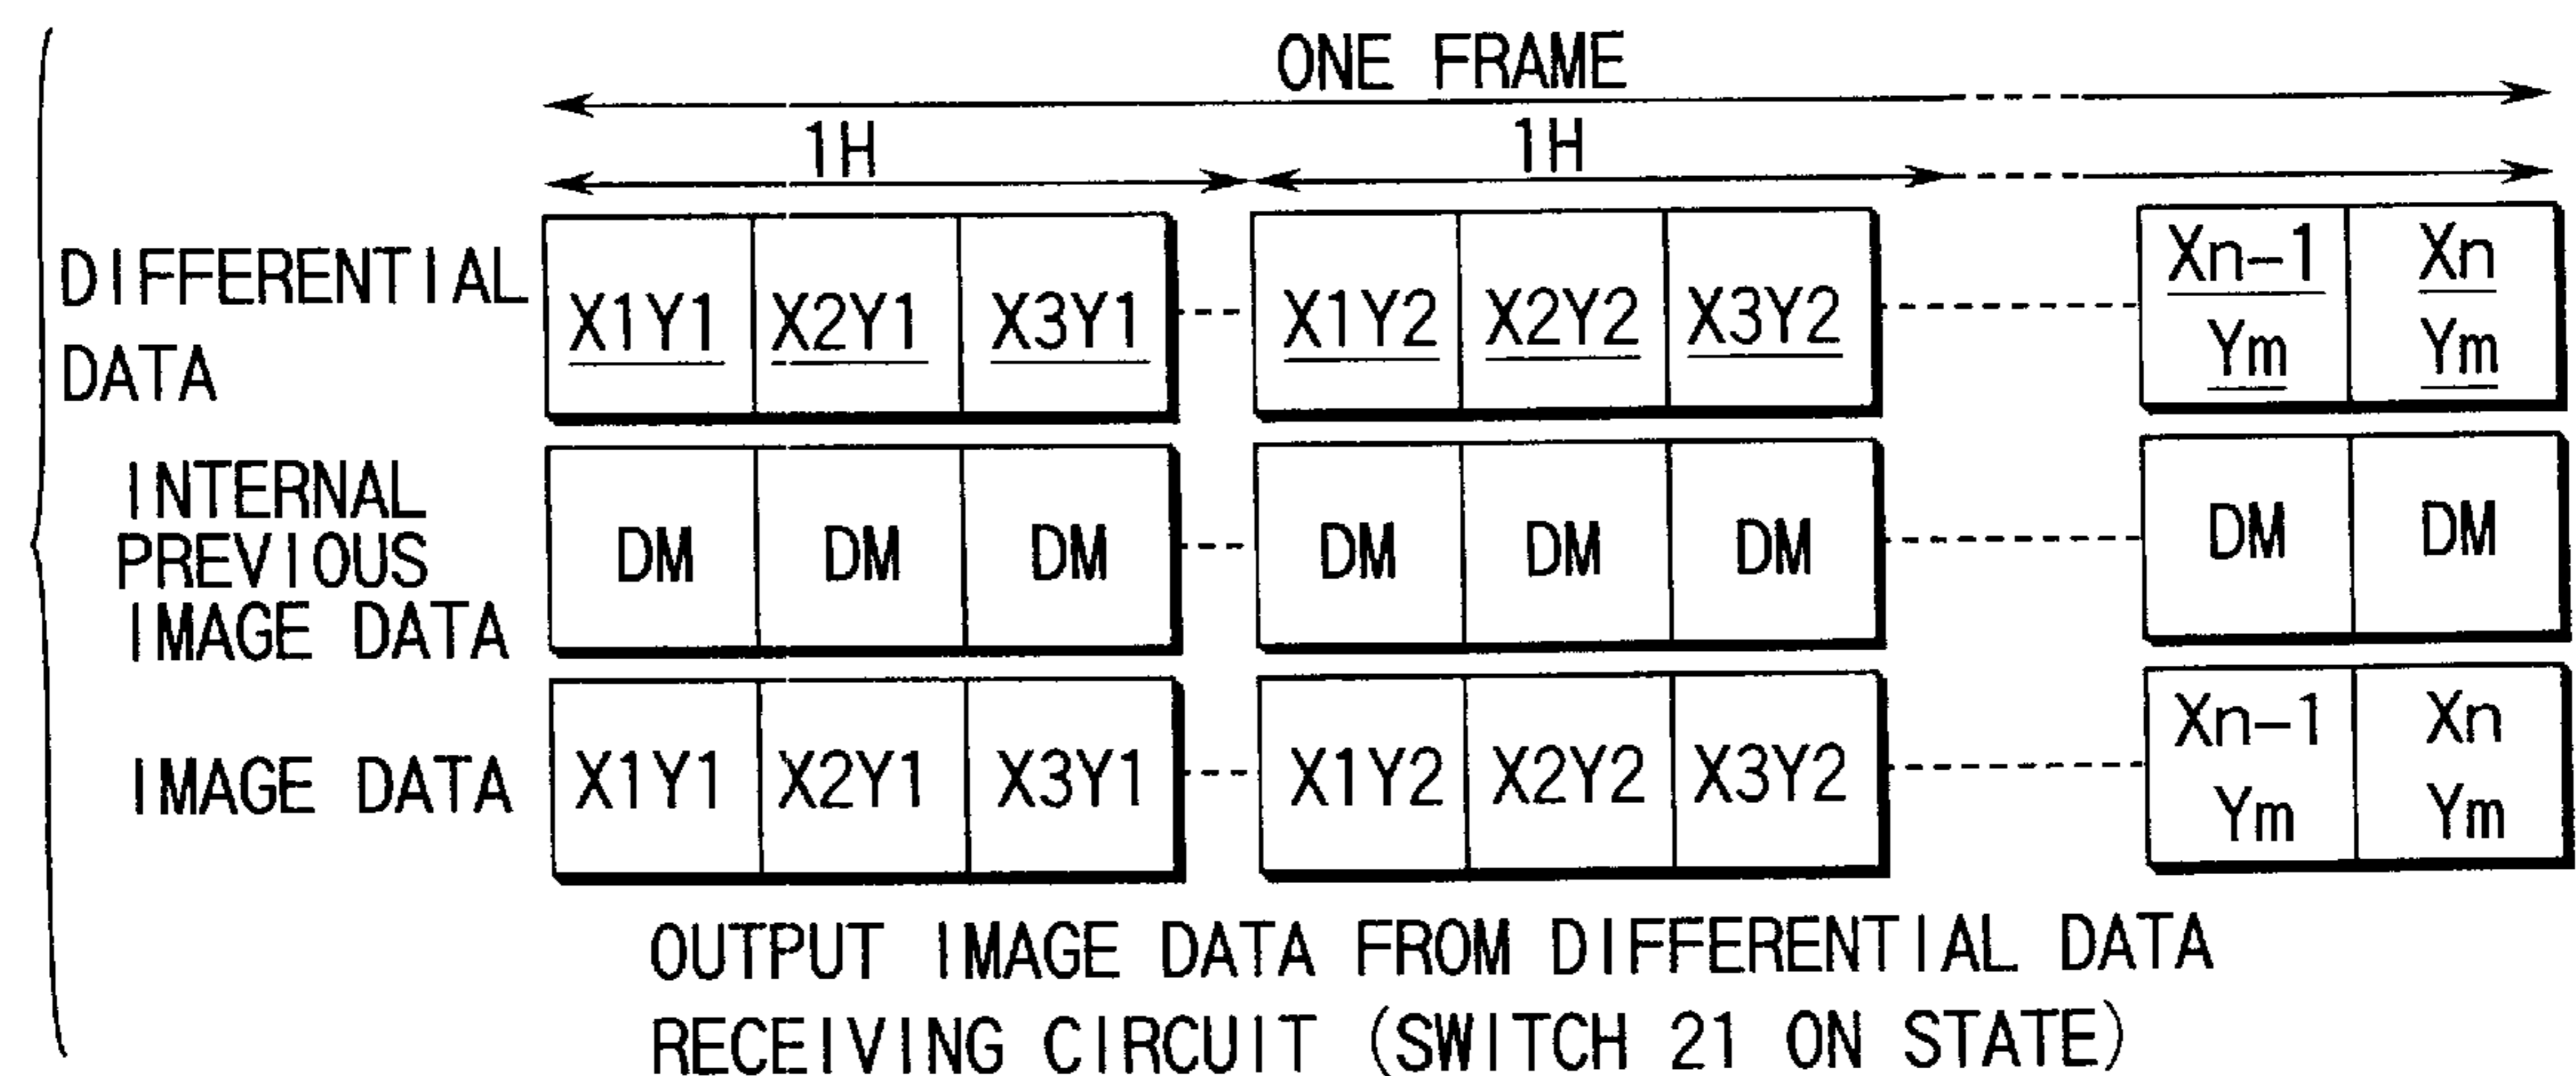 ONE FRAME
1H 1H
DIFFERENTIAL DATA
X1Y1 X2Y1 X3Y1 X1Y2 X2Y2 X3Y2 Xn-1 Ym Xn Ym
INTERNAL PREVIOUS IMAGE DATA
DM DM DM DM DM DM DM DM
IMAGE DATA
X1Y1 X2Y1 X3Y1 X1Y2 X2Y2 X3Y2 Xn-1 Ym Xn Ym
OUTPUT IMAGE DATA FROM DIFFERENTIAL DATA
RECEIVING CIRCUIT (SWITCH 21 ON STATE)